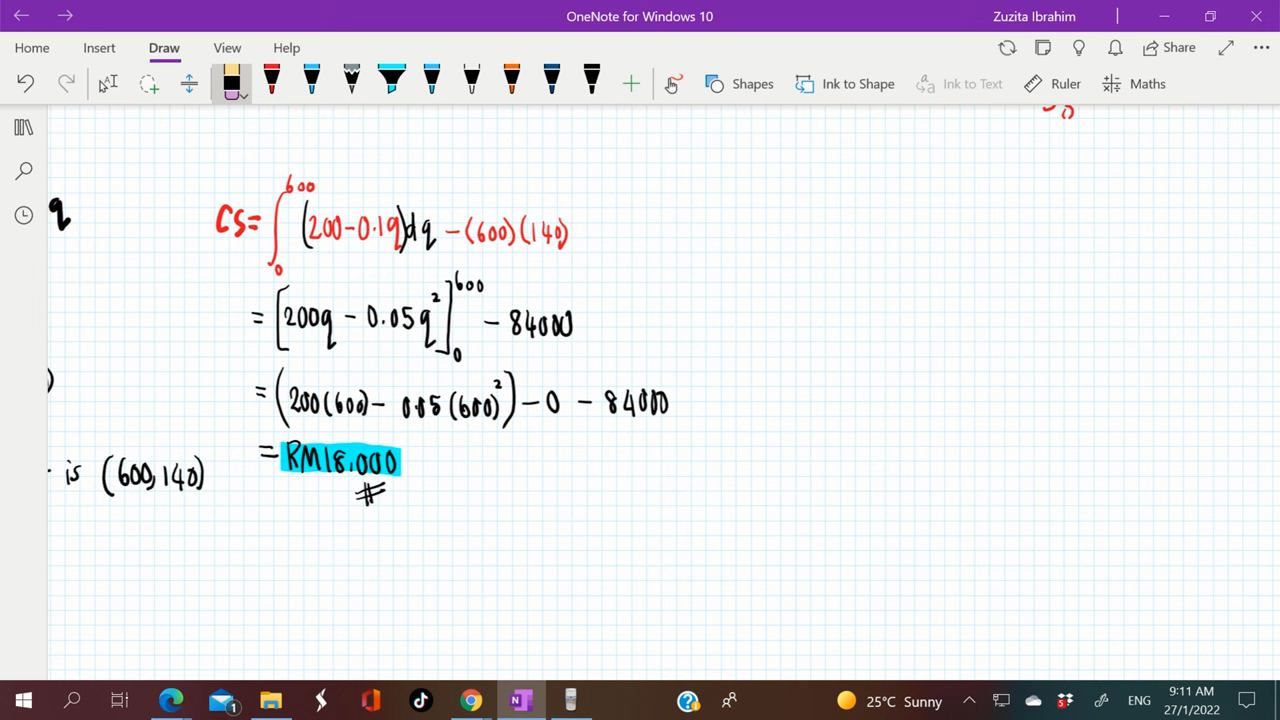 OneNote for Windows 10
Zuzita Ibrahim
Home Insert Draw View Help
Share
Shapes
Ink to Shape
Ink to Text
Ruler
Maths
q
CS = ∫₀⁶⁰⁰ (200 - 0.1q)dq - (600)(140)
= [200q - 0.05q²]₀⁶⁰⁰ - 84000
= (200(600) - 0.05(600)²) - 0 - 84000
= RM18,000
is (600,140)
25°C Sunny
ENG
9:11 AM
27/1/2022